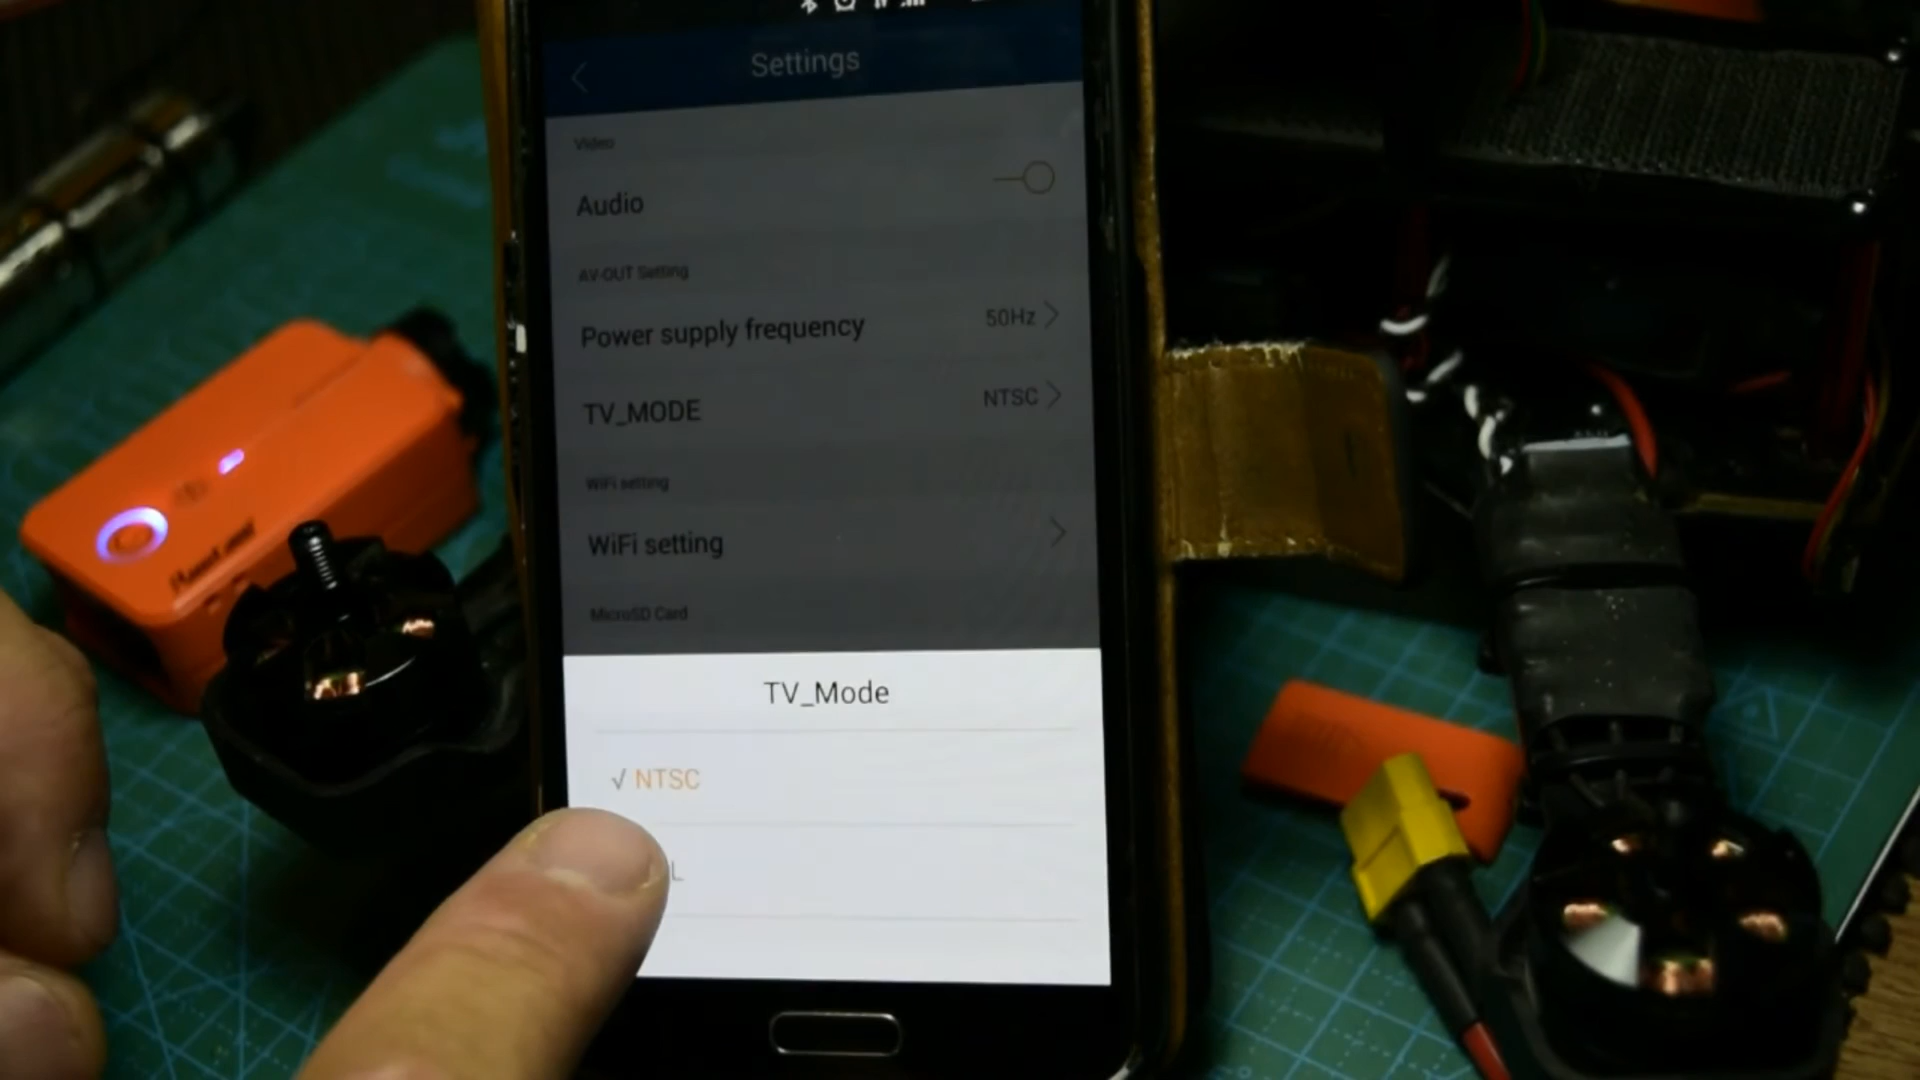 Settings
Video
Audio
AV-OUT Setting
Power supply frequency 50Hz
TV_MODE NTSC
WiFi setting
WiFi setting
MicroSD Card
TV_Mode
√ NTSC
L